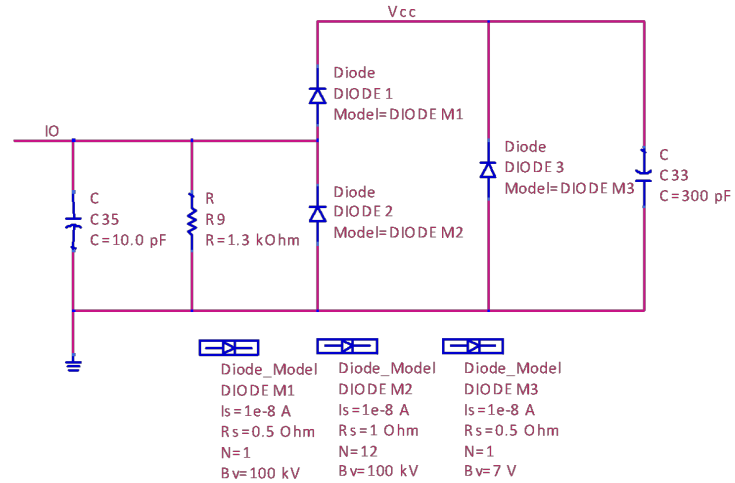 Vcc
Diode
DIODE 1
Model=DIODE M1
IO
Diode
DIODE 3
Model=DIODE M3
C
C33
C=300 pF
C
C35
C=10.0 pF
R
R9
R=1.3 kOhm
Diode
DIODE 2
Model=DIODE M2
Diode_Model
DIODE M1
Is=1e-8 A
Rs=0.5 Ohm
N=1
Bv=100 kV
Diode_Model
DIODE M2
Is=1e-8 A
Rs=1 Ohm
N=12
Bv=100 kV
Diode_Model
DIODE M3
Is=1e-8 A
Rs=0.5 Ohm
N=1
Bv=7 V